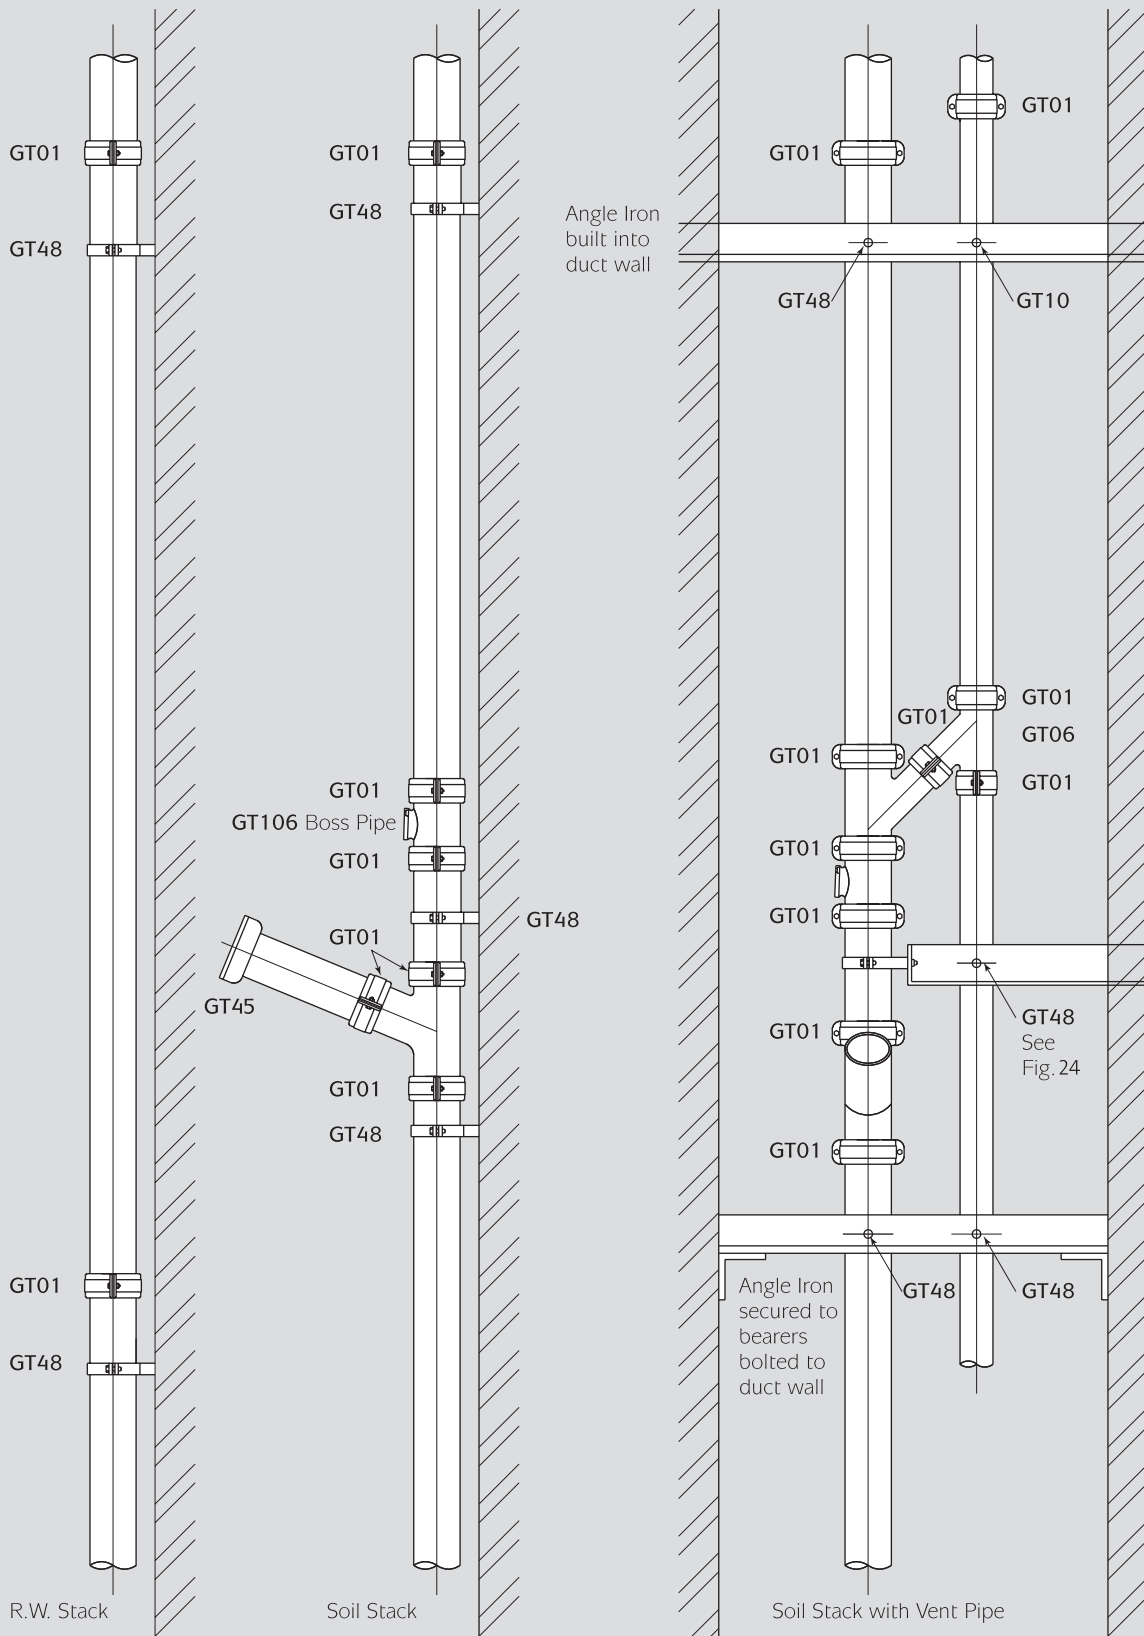 GT01
GT48
GT01
GT48
R.W. Stack
GT01
GT48
GT01
GT106 Boss Pipe
GT01
GT48
GT01
GT45
GT01
GT48
Soil Stack
GT01
GT01
Angle Iron
built into
duct wall
GT48
GT10
GT01
GT01
GT06
GT01
GT01
GT01
GT01
GT01
GT48
See
Fig. 24
GT01
Angle Iron
secured to
bearers
bolted to
duct wall
GT48
GT48
Soil Stack with Vent Pipe